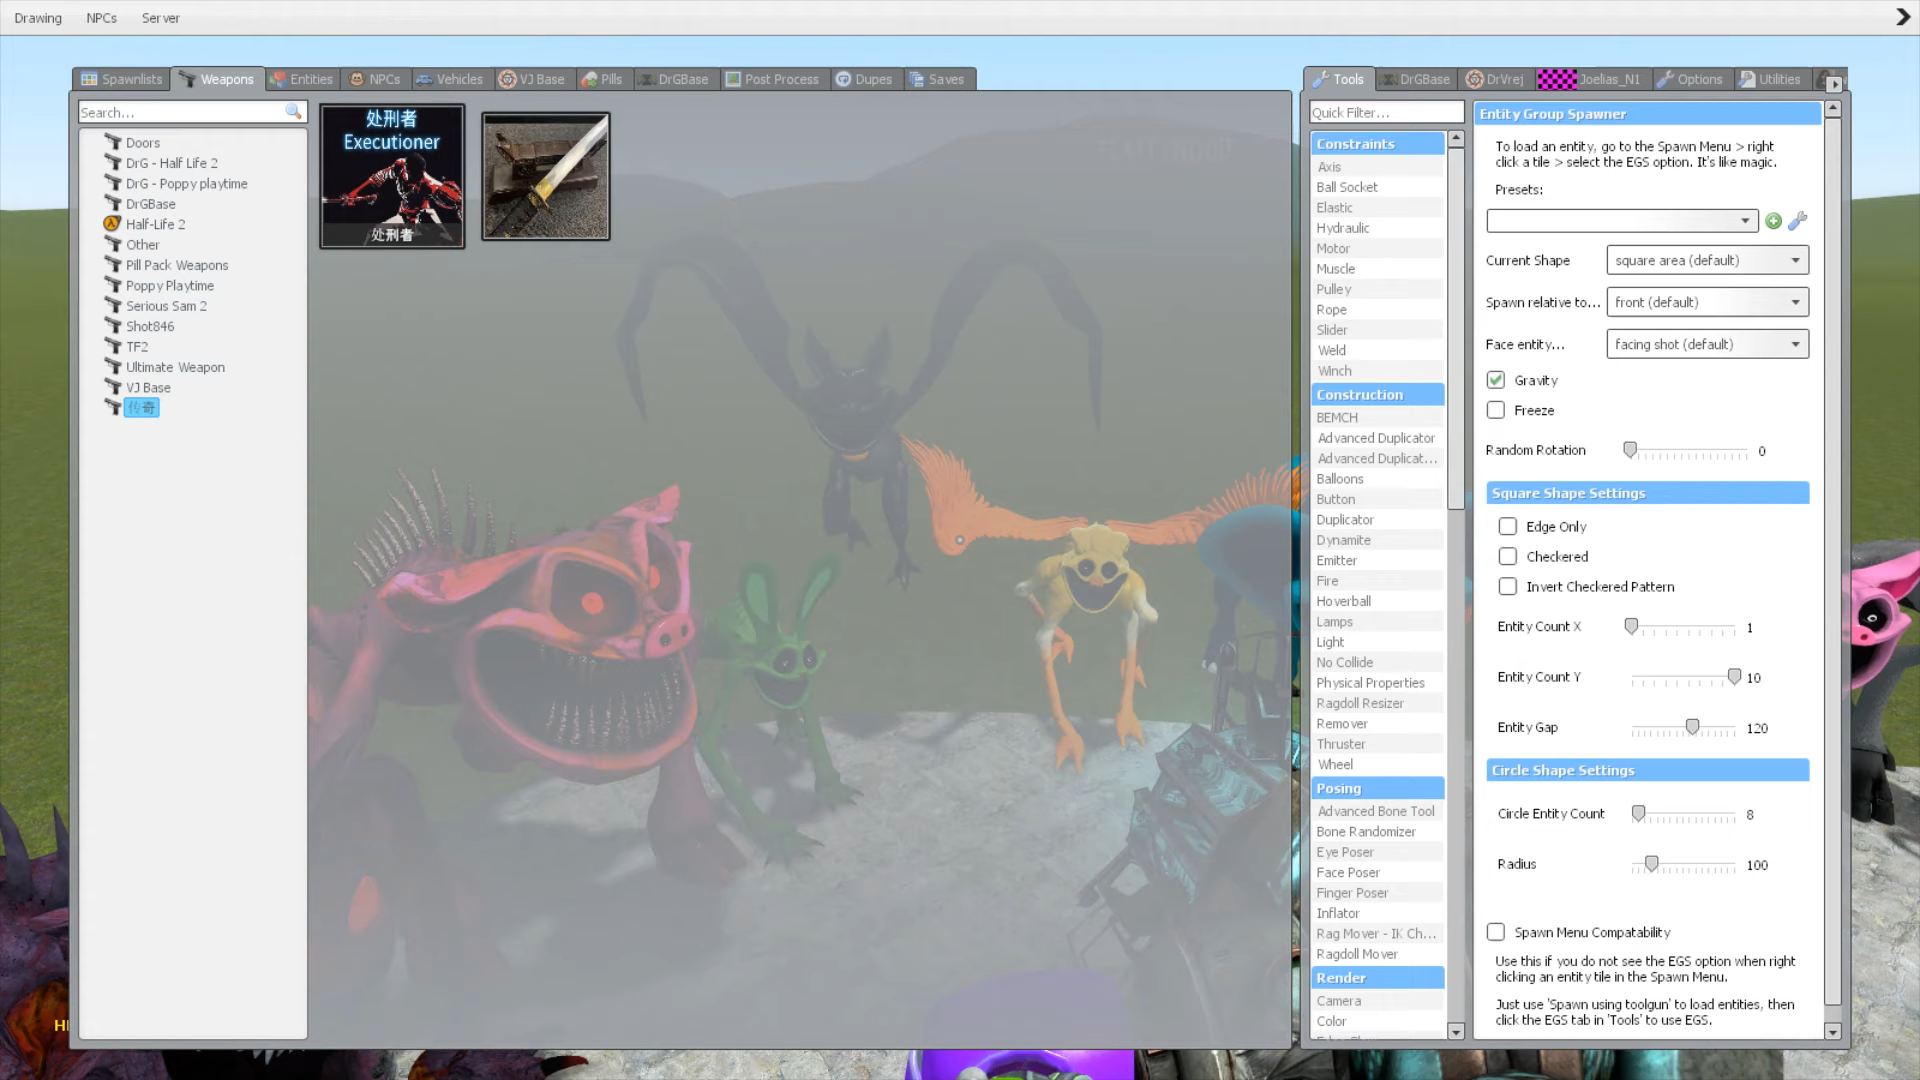 Drawing NPCs Server
Spawnlists Weapons Entities NPCs Vehicles VJ Base Pills DrGBase Post Process Dupes Saves
Search...
Doors
DrG - Half Life 2
DrG - Poppy playtime
DrGBase
Half-Life 2
Other
Pill Pack Weapons
Poppy Playtime
Serious Sam 2
Shot846
TF2
Ultimate Weapon
VJ Base
传奇
处刑者
Executioner
处刑者
Tools DrGBase DrVrej Joelias_N1 Options Utilities
Quick Filter...
Constraints
Axis
Ball Socket
Elastic
Hydraulic
Motor
Muscle
Pulley
Rope
Slider
Weld
Winch
Construction
BEMCH
Advanced Duplicator
Advanced Duplicat...
Balloons
Button
Duplicator
Dynamite
Emitter
Fire
Hoverball
Lamps
Light
No Collide
Physical Properties
Ragdoll Resizer
Remover
Thruster
Wheel
Posing
Advanced Bone Tool
Bone Randomizer
Eye Poser
Face Poser
Finger Poser
Inflator
Rag Mover - IK Ch...
Ragdoll Mover
Render
Camera
Color
Entity Group Spawner
To load an entity, go to the Spawn Menu > right
click a tile > select the EGS option. It's like magic.
Presets:
Current Shape square area (default)
Spawn relative to... front (default)
Face entity... facing shot (default)
Gravity
Freeze
Random Rotation 0
Square Shape Settings
Edge Only
Checkered
Invert Checkered Pattern
Entity Count X 1
Entity Count Y 10
Entity Gap 120
Circle Shape Settings
Circle Entity Count 8
Radius 100
Spawn Menu Compatability
Use this if you do not see the EGS option when right
clicking an entity tile in the Spawn Menu.
Just use 'Spawn using toolgun' to load entities, then
click the EGS tab in 'Tools' to use EGS.